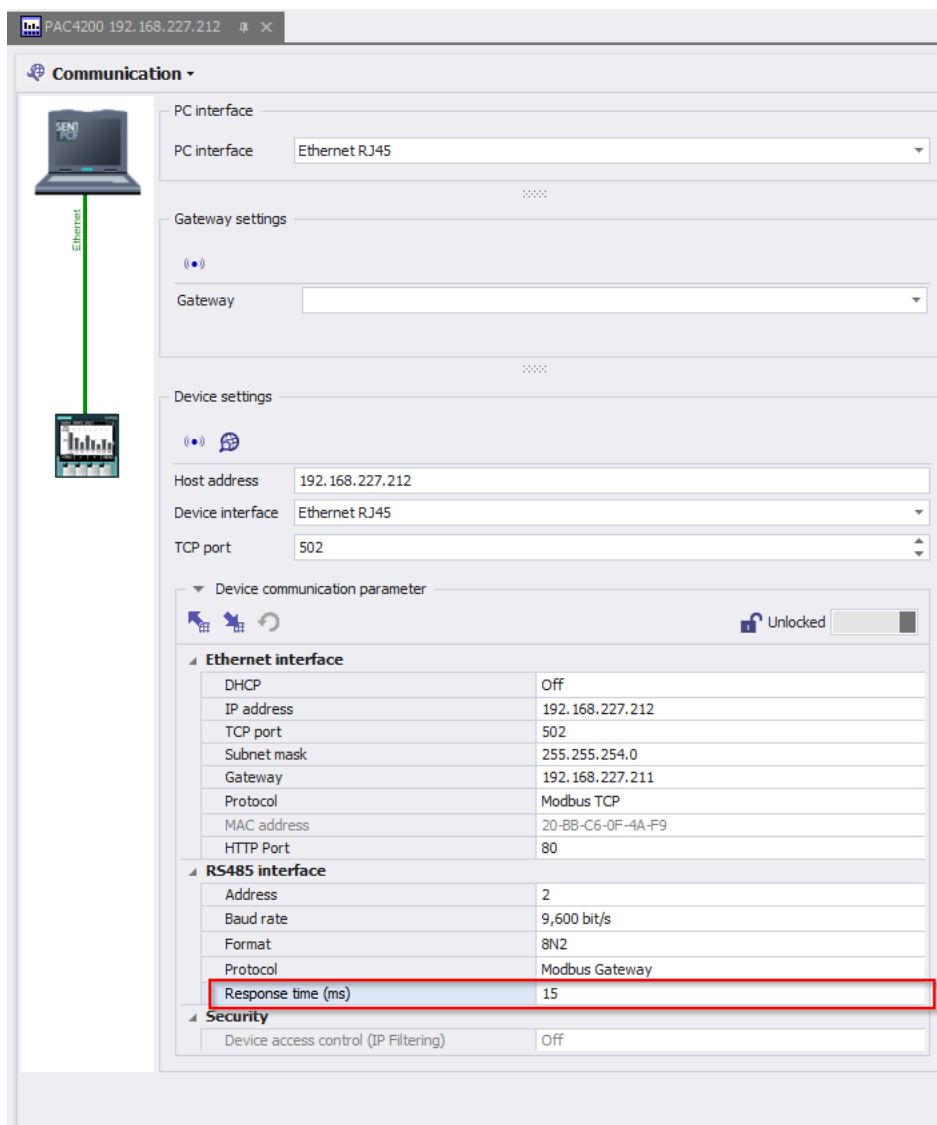 PAC4200 192.168.227.212
Communication
PC interface
PC interface Ethernet RJ45
Ethernet
Gateway settings
Gateway
Device settings
Host address 192.168.227.212
Device interface Ethernet RJ45
TCP port 502
Device communication parameter
Unlocked
Ethernet interface
DHCP Off
IP address 192.168.227.212
TCP port 502
Subnet mask 255.255.254.0
Gateway 192.168.227.211
Protocol Modbus TCP
MAC address 20-BB-C6-0F-4A-F9
HTTP Port 80
RS485 interface
Address 2
Baud rate 9,600 bit/s
Format 8N2
Protocol Modbus Gateway
Response time (ms) 15
Security
Device access control (IP Filtering) Off